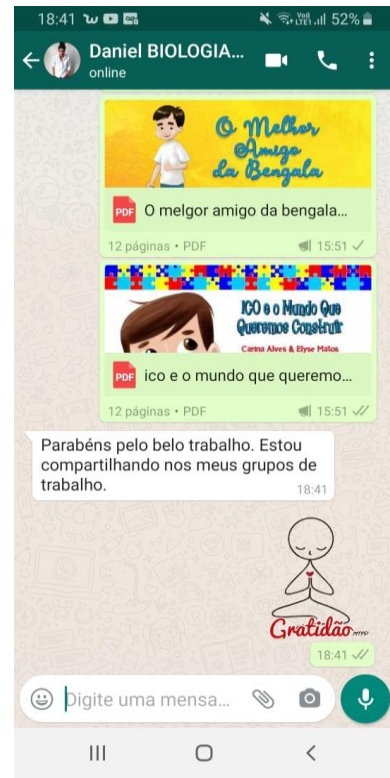 18:41 52%
Daniel BIOLOGIA...
online
O Melhor
Amigo
da Bengala
PDF O melgor amigo da bengala...
12 páginas • PDF 15:51
ICO e o Mundo Que
Queremos Construir
Carina Alves & Elyse Matos
PDF ico e o mundo que queremo...
12 páginas • PDF 15:51
Parabéns pelo belo trabalho. Estou
compartilhando nos meus grupos de
trabalho.
18:41
Gratidão
18:41
Digite uma mensa...